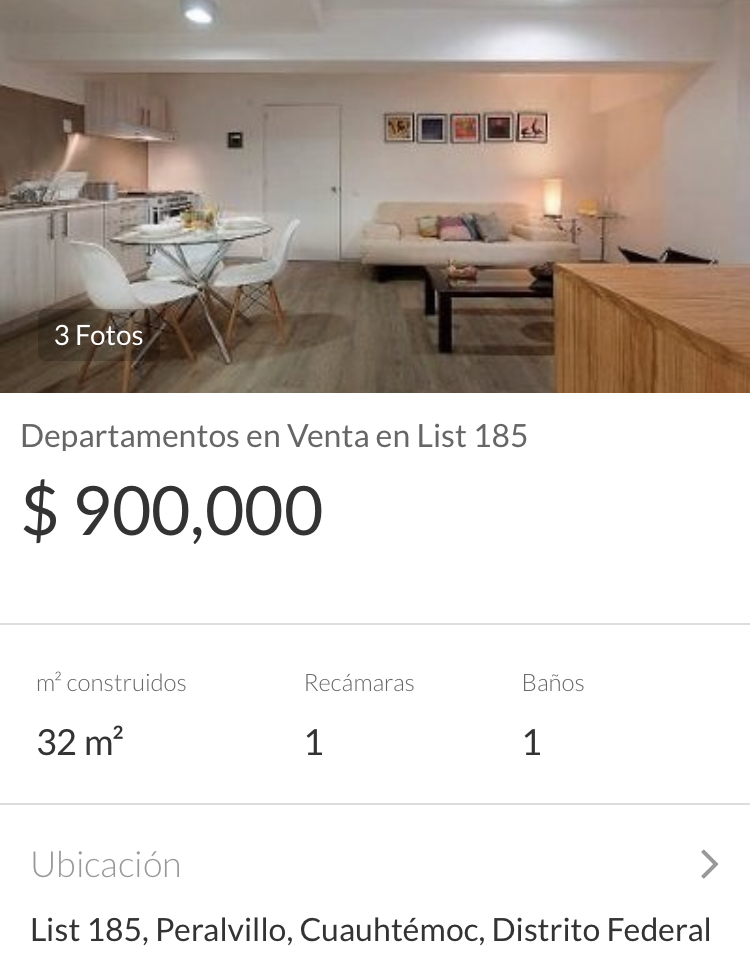 3 Fotos
Departamentos en Venta en List 185
$ 900,000
m² construidos Recámaras Baños
32 m² 1 1
Ubicación
List 185, Peralvillo, Cuauhtémoc, Distrito Federal